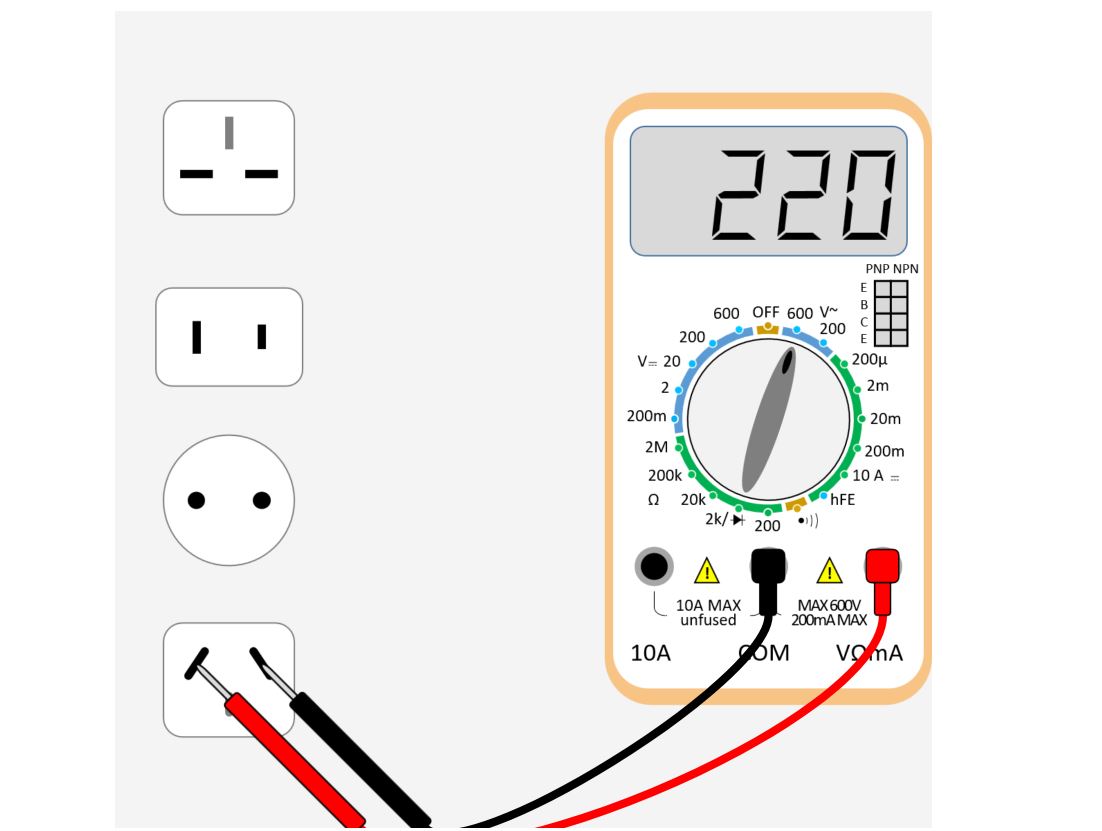 220
PNP NPN
E
B
C
E
600 OFF 600 V~
200 200
V⎓ 20 200µ
2 2m
200m 20m
2M 200m
200k 10 A ⎓
Ω 20k hFE
2k/ 200
10A MAX
unfused
MAX 600V
200mA MAX
10A COM VΩmA